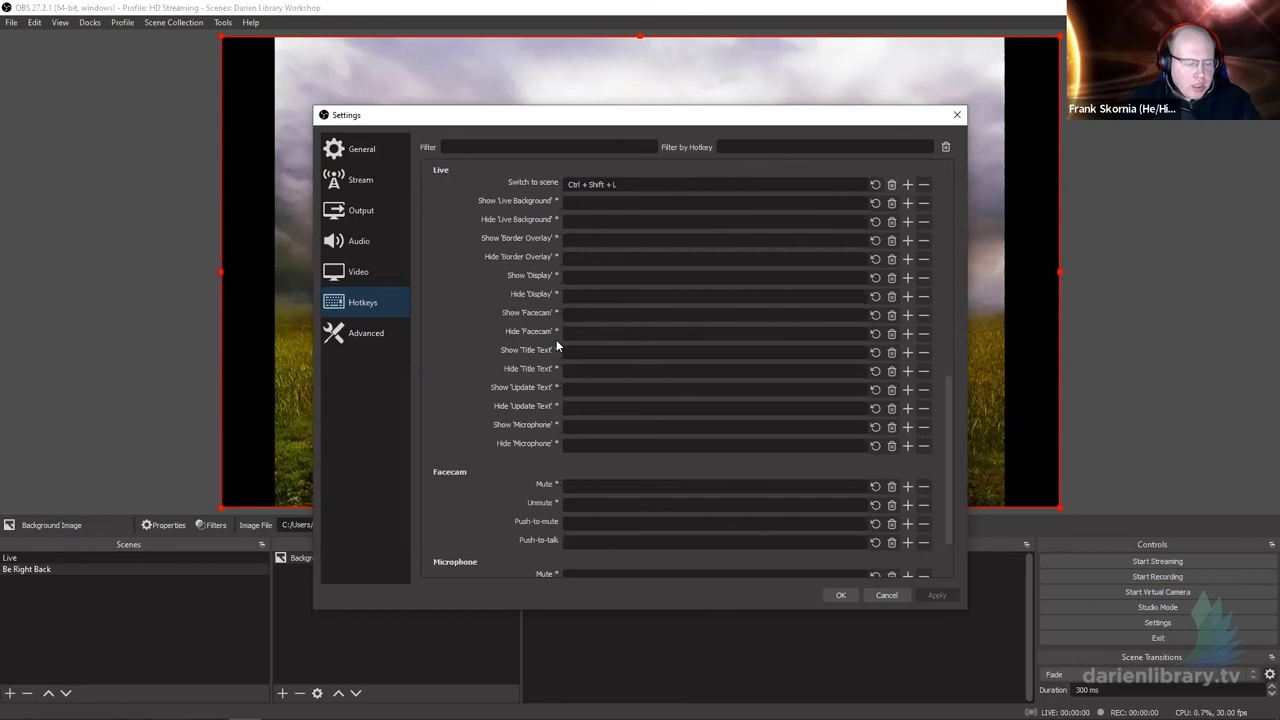 OBS 27.2.1 (64-bit, windows) - Profile: HD Streaming - Scenes: Darien Library Workshop
File Edit View Docks Profile Scene Collection Tools Help
Frank Skornia (He/Hi...
Settings
General
Stream
Output
Audio
Video
Hotkeys
Advanced
Filter Filter by Hotkey
Live
Switch to scene Ctrl + Shift + L
Show 'Live Background' *
Hide 'Live Background' *
Show 'Border Overlay' *
Hide 'Border Overlay' *
Show 'Display' *
Hide 'Display' *
Show 'Facecam' *
Hide 'Facecam' *
Show 'Title Text' *
Hide 'Title Text' *
Show 'Update Text' *
Hide 'Update Text' *
Show 'Microphone' *
Hide 'Microphone' *
Facecam
Mute *
Unmute *
Push-to-mute
Push-to-talk
Microphone
Mute *
OK Cancel Apply
Background Image Properties Filters Image File C:/Users/
Scenes
Live
Be Right Back
Backgr
Controls
Start Streaming
Start Recording
Start Virtual Camera
Studio Mode
Settings
Exit
Scene Transitions
Fade
Duration 300 ms
darienlibrary.tv
LIVE: 00:00:00 REC: 00:00:00 CPU: 0.7%, 30.00 fps